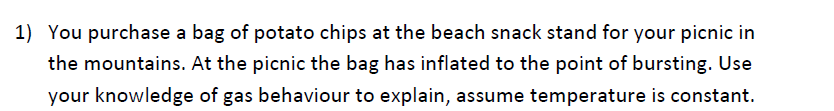 1) You purchase a bag of potato chips at the beach snack stand for your picnic in
the mountains. At the picnic the bag has inflated to the point of bursting. Use
your knowledge of gas behaviour to explain, assume temperature is constant.